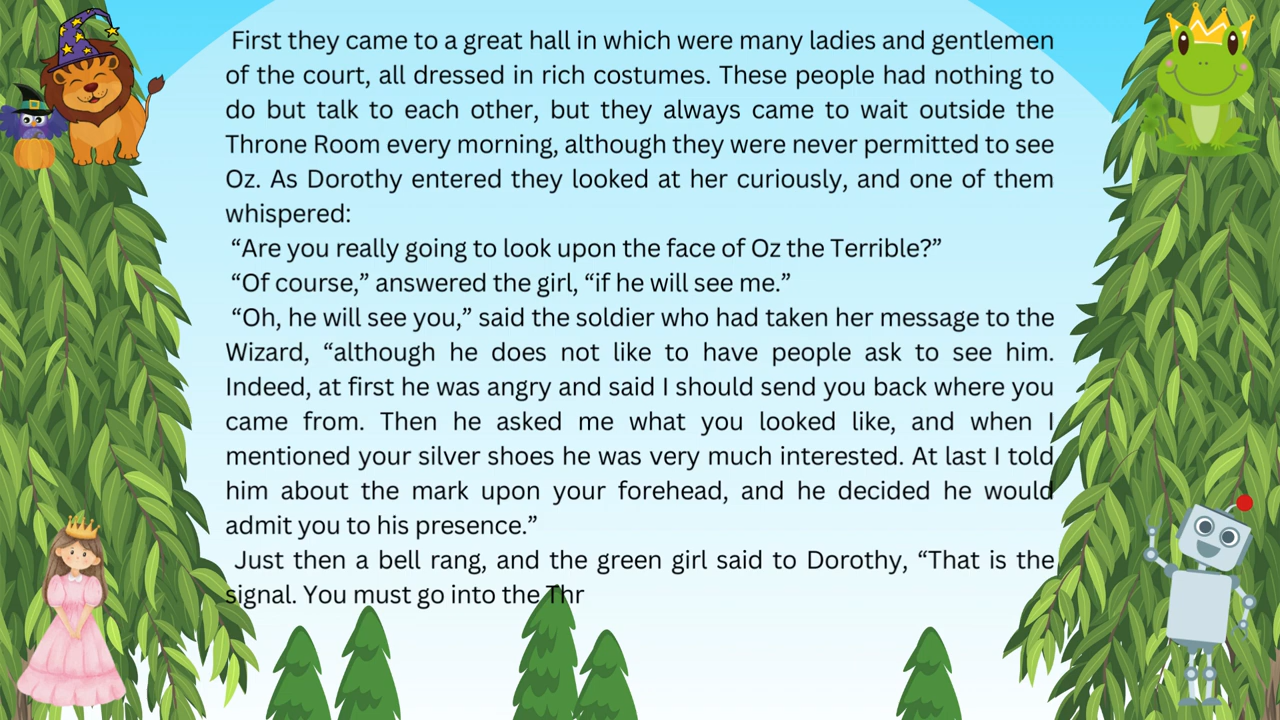 First they came to a great hall in which were many ladies and gentlemen
of the court, all dressed in rich costumes. These people had nothing to
do but talk to each other, but they always came to wait outside the
Throne Room every morning, although they were never permitted to see
Oz. As Dorothy entered they looked at her curiously, and one of them
whispered:
“Are you really going to look upon the face of Oz the Terrible?”
“Of course,” answered the girl, “if he will see me.”
“Oh, he will see you,” said the soldier who had taken her message to the
Wizard, “although he does not like to have people ask to see him.
Indeed, at first he was angry and said I should send you back where you
came from. Then he asked me what you looked like, and when I
mentioned your silver shoes he was very much interested. At last I told
him about the mark upon your forehead, and he decided he would
admit you to his presence.”
Just then a bell rang, and the green girl said to Dorothy, “That is the
signal. You must go into the Thr